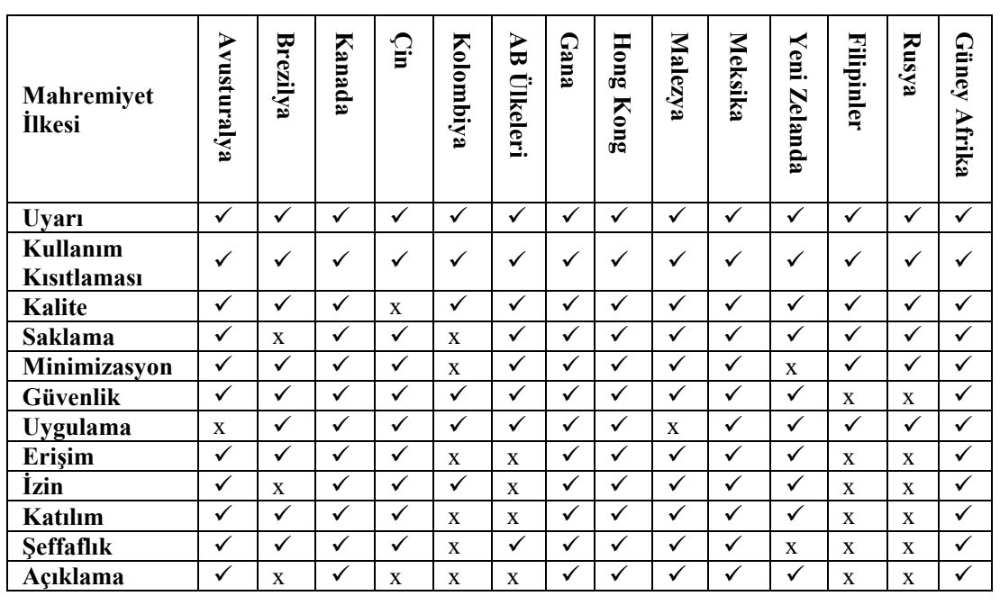 Mahremiyet İlkesi Avusturalya Brezilya Kanada Çin Kolombiya AB Ülkeleri Gana Hong Kong Malezya Meksika Yeni Zelanda Filipinler Rusya Güney Afrika
Uyarı ✓ ✓ ✓ ✓ ✓ ✓ ✓ ✓ ✓ ✓ ✓ ✓ ✓ ✓
Kullanım Kısıtlaması ✓ ✓ ✓ ✓ ✓ ✓ ✓ ✓ ✓ ✓ ✓ ✓ ✓ ✓
Kalite ✓ ✓ ✓ x ✓ ✓ ✓ ✓ ✓ ✓ ✓ ✓ ✓ ✓
Saklama ✓ x ✓ ✓ x ✓ ✓ ✓ ✓ ✓ ✓ ✓ ✓ ✓
Minimizasyon ✓ ✓ ✓ ✓ x ✓ ✓ ✓ ✓ ✓ x ✓ ✓ ✓
Güvenlik ✓ ✓ ✓ ✓ ✓ ✓ ✓ ✓ ✓ ✓ ✓ x x ✓
Uygulama x ✓ ✓ ✓ ✓ ✓ ✓ ✓ x ✓ ✓ ✓ ✓ ✓
Erişim ✓ ✓ ✓ ✓ x x ✓ ✓ ✓ ✓ ✓ x x ✓
İzin ✓ x ✓ ✓ ✓ x ✓ ✓ ✓ ✓ ✓ x x ✓
Katılım ✓ ✓ ✓ ✓ x x ✓ ✓ ✓ ✓ ✓ x x ✓
Şeffaflık ✓ ✓ ✓ ✓ x ✓ ✓ ✓ ✓ ✓ x x x ✓
Açıklama ✓ x ✓ x x x ✓ ✓ ✓ ✓ ✓ x x ✓